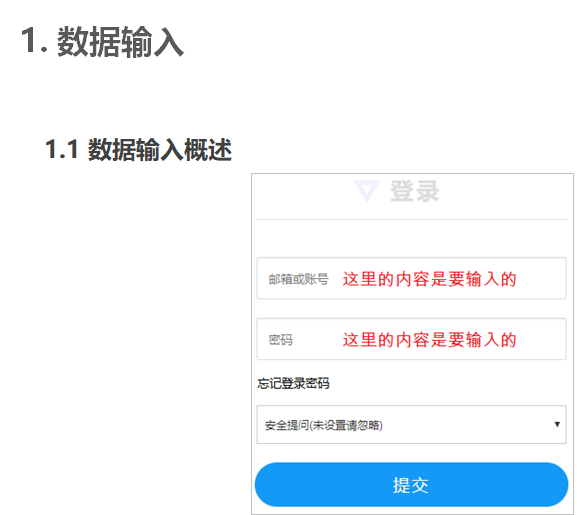 1. 数据输入
1.1 数据输入概述
登录
邮箱或账号 这里的内容是要输入的
密码 这里的内容是要输入的
忘记登录密码
安全提问(未设置请忽略)
提交